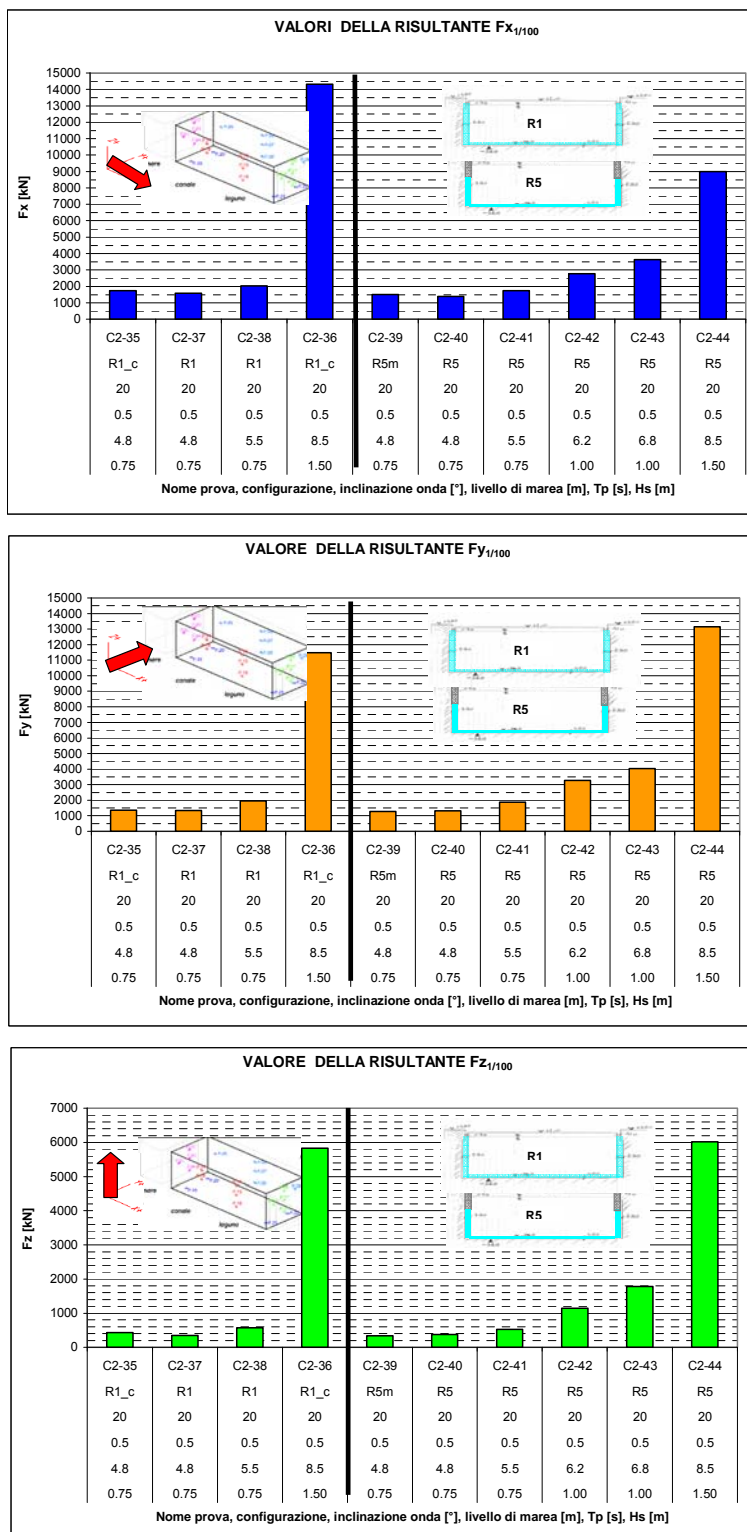 VALORI DELLA RISULTANTE Fx1/100
Fx [kN]
15000
14000
13000
12000
11000
10000
9000
8000
7000
6000
5000
4000
3000
2000
1000
0
mare
canale
laguna
R1
R5
C2-35 C2-37 C2-38 C2-36 C2-39 C2-40 C2-41 C2-42 C2-43 C2-44
R1_c R1 R1 R1_c R5m R5 R5 R5 R5 R5
20 20 20 20 20 20 20 20 20 20
0.5 0.5 0.5 0.5 0.5 0.5 0.5 0.5 0.5 0.5
4.8 4.8 5.5 8.5 4.8 4.8 5.5 6.2 6.8 8.5
0.75 0.75 0.75 1.50 0.75 0.75 0.75 1.00 1.00 1.50
Nome prova, configurazione, inclinazione onda [°], livello di marea [m], Tp [s], Hs [m]
VALORE DELLA RISULTANTE Fy1/100
Fy [kN]
15000
14000
13000
12000
11000
10000
9000
8000
7000
6000
5000
4000
3000
2000
1000
0
mare
canale
laguna
R1
R5
C2-35 C2-37 C2-38 C2-36 C2-39 C2-40 C2-41 C2-42 C2-43 C2-44
R1_c R1 R1 R1_c R5m R5 R5 R5 R5 R5
20 20 20 20 20 20 20 20 20 20
0.5 0.5 0.5 0.5 0.5 0.5 0.5 0.5 0.5 0.5
4.8 4.8 5.5 8.5 4.8 4.8 5.5 6.2 6.8 8.5
0.75 0.75 0.75 1.50 0.75 0.75 0.75 1.00 1.00 1.50
Nome prova, configurazione, inclinazione onda [°], livello di marea [m], Tp [s], Hs [m]
VALORE DELLA RISULTANTE Fz1/100
Fz [kN]
7000
6000
5000
4000
3000
2000
1000
0
mare
canale
laguna
R1
R5
C2-35 C2-37 C2-38 C2-36 C2-39 C2-40 C2-41 C2-42 C2-43 C2-44
R1_c R1 R1 R1_c R5m R5 R5 R5 R5 R5
20 20 20 20 20 20 20 20 20 20
0.5 0.5 0.5 0.5 0.5 0.5 0.5 0.5 0.5 0.5
4.8 4.8 5.5 8.5 4.8 4.8 5.5 6.2 6.8 8.5
0.75 0.75 0.75 1.50 0.75 0.75 0.75 1.00 1.00 1.50
Nome prova, configurazione, inclinazione onda [°], livello di marea [m], Tp [s], Hs [m]